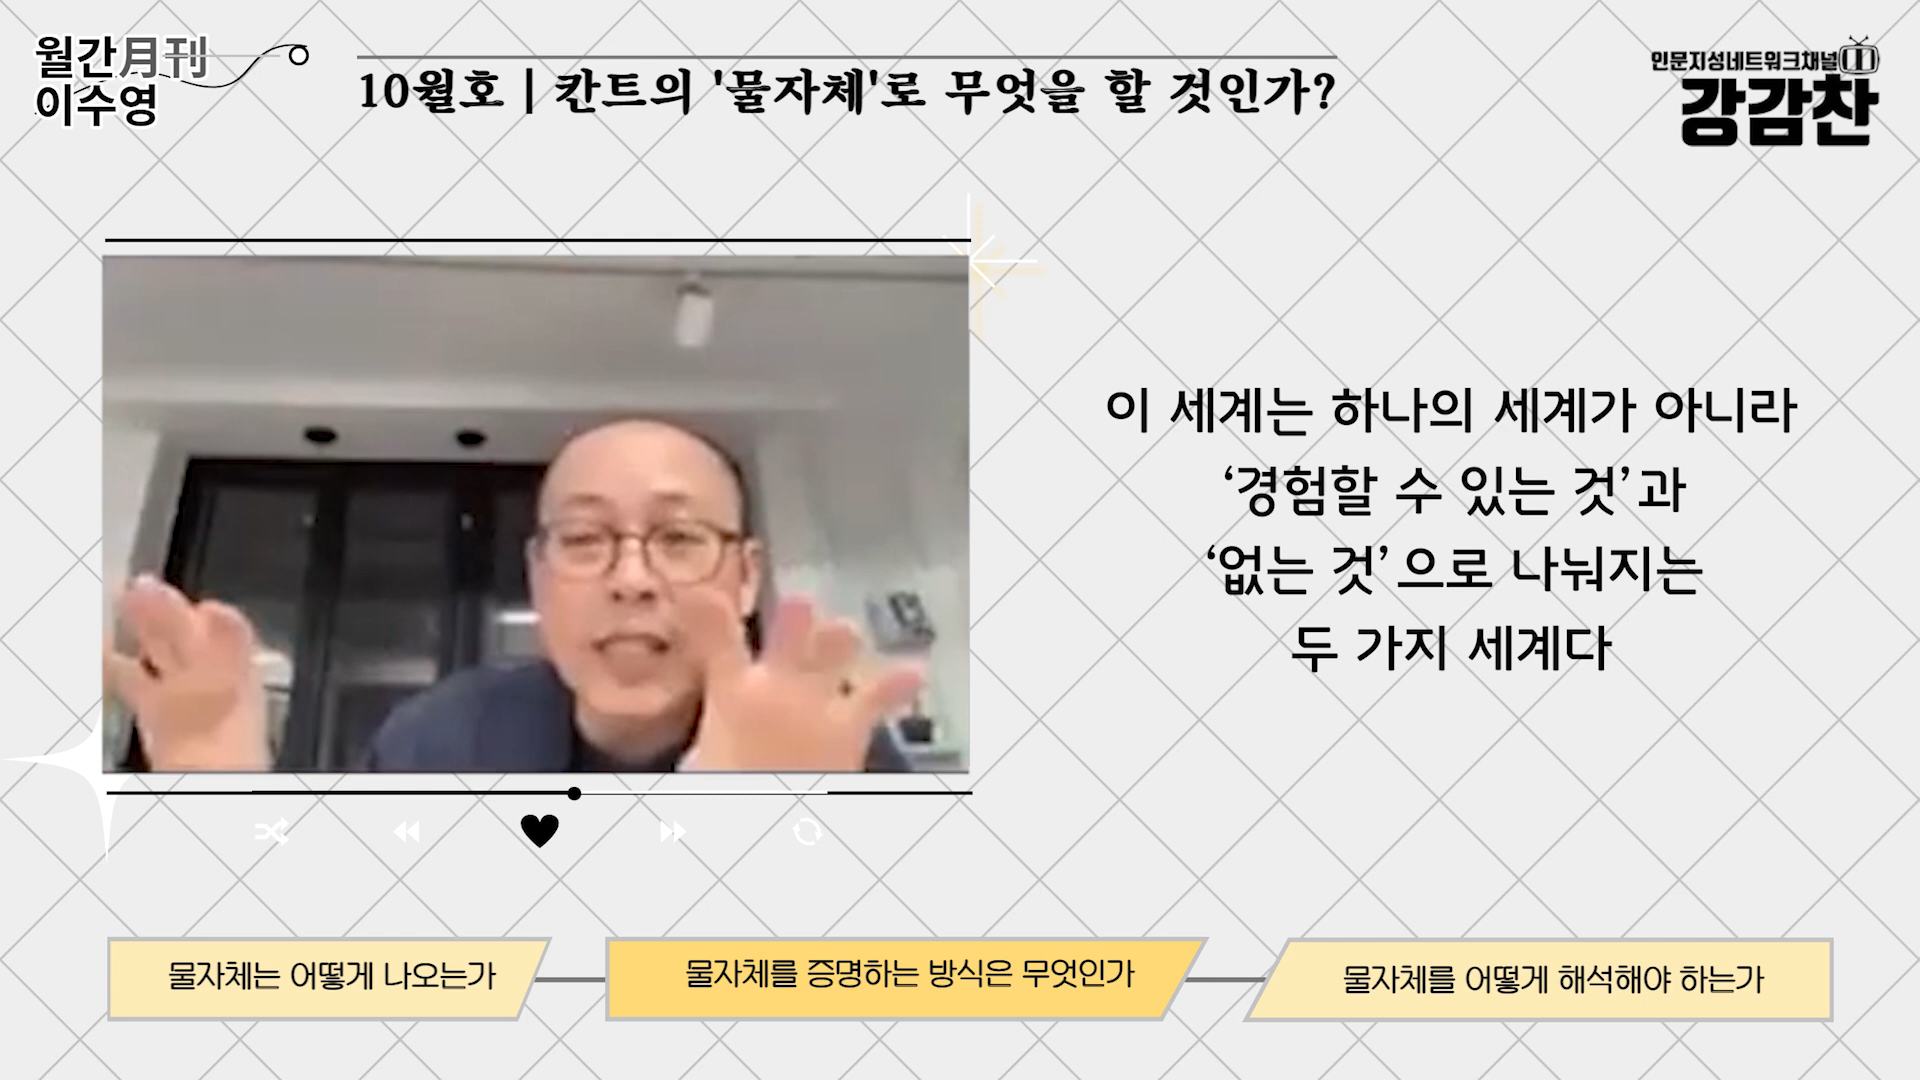 월간月刊
이수영
10월호 | 칸트의 '물자체'로 무엇을 할 것인가?
인문지성네트워크채널
강감찬
이 세계는 하나의 세계가 아니라
‘경험할 수 있는 것’과
‘없는 것’으로 나눠지는
두 가지 세계다
물자체는 어떻게 나오는가
물자체를 증명하는 방식은 무엇인가
물자체를 어떻게 해석해야 하는가